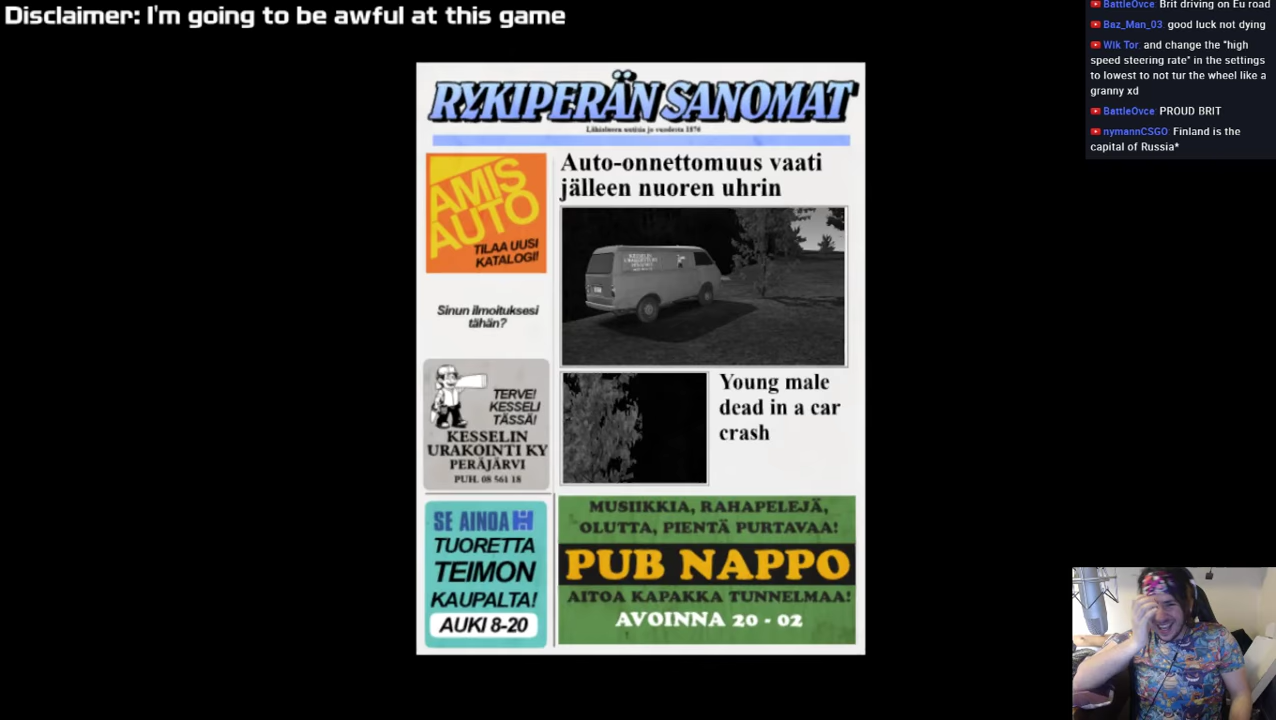 Disclaimer: I'm going to be awful at this game
BattleOvce: Brit driving on Eu road
Baz_Man_03: good luck not dying
Wik Tor: and change the "high
speed steering rate" in the settings
to lowest to not tur the wheel like a
granny xd
BattleOvce: PROUD BRIT
nymannCSGO: Finland is the
capital of Russia*
RYKIPERÄN SANOMAT
AMIS
AUTO
TILAA UUSI
KATALOGI!
Sinun ilmoituksesi
tähän?
TERVE!
KESSELI
TÄSSÄ!
KESSELIN
URAKOINTI KY
PERÄJÄRVI
PUH. 08 561 18
SE AINOA H
TUORETTA
TEIMON
KAUPALTA!
AUKI 8-20
Auto-onnettomuus vaati
jälleen nuoren uhrin
Young male
dead in a car
crash
MUSIIKKIA, RAHAPELEJÄ,
OLUTTA, PIENTÄ PURTAVAA!
PUB NAPPO
AITOA KAPAKKA TUNNELMAA!
AVOINNA 20 - 02